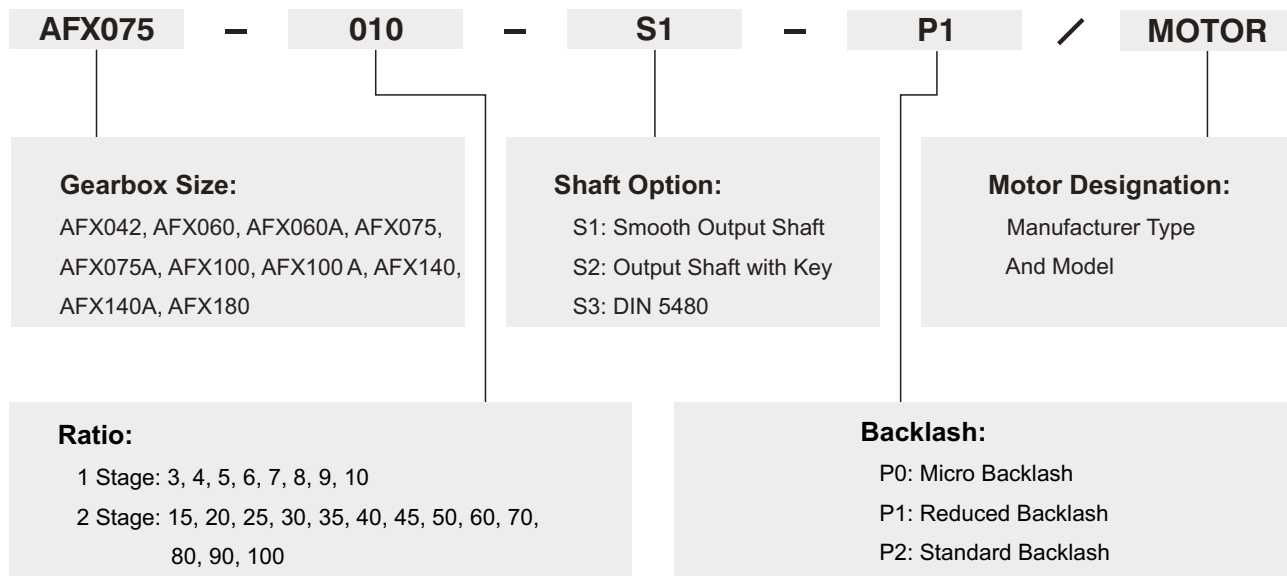 AFX075 – 010 – S1 – P1 / MOTOR
Gearbox Size:
AFX042, AFX060, AFX060A, AFX075,
AFX075A, AFX100, AFX100 A, AFX140,
AFX140A, AFX180
Shaft Option:
S1: Smooth Output Shaft
S2: Output Shaft with Key
S3: DIN 5480
Motor Designation:
Manufacturer Type
And Model
Ratio:
1 Stage: 3, 4, 5, 6, 7, 8, 9, 10
2 Stage: 15, 20, 25, 30, 35, 40, 45, 50, 60, 70,
80, 90, 100
Backlash:
P0: Micro Backlash
P1: Reduced Backlash
P2: Standard Backlash